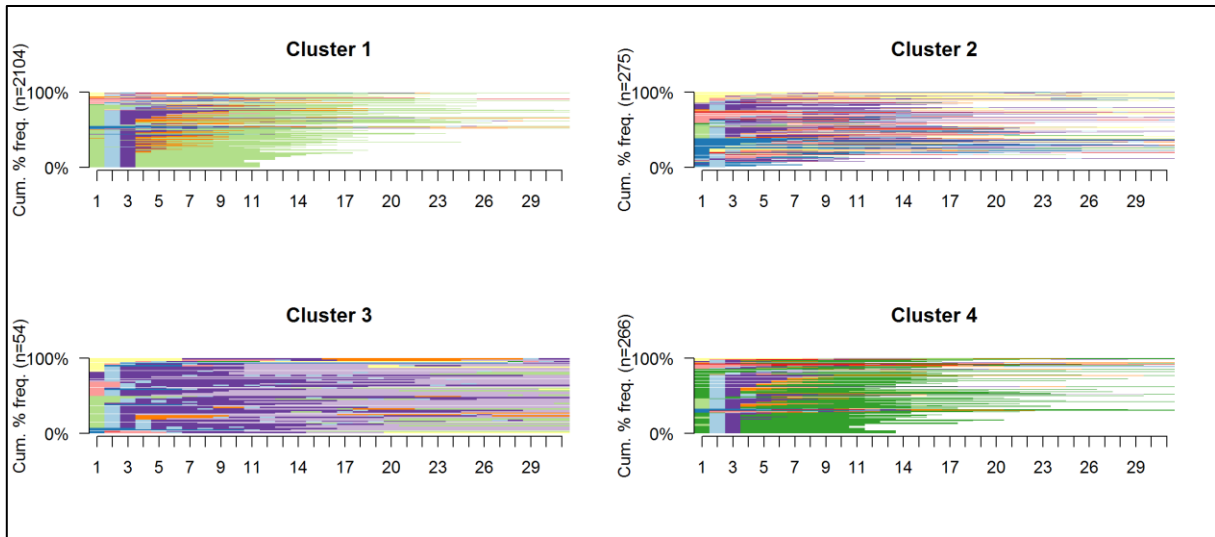 Cluster 1
Cum. % freq. (n=2104)
100%
0%
1 3 5 7 9 11 14 17 20 23 26 29
Cluster 2
Cum. % freq. (n=275)
100%
0%
1 3 5 7 9 11 14 17 20 23 26 29
Cluster 3
Cum. % freq. (n=54)
100%
0%
1 3 5 7 9 11 14 17 20 23 26 29
Cluster 4
Cum. % freq. (n=266)
100%
0%
1 3 5 7 9 11 14 17 20 23 26 29